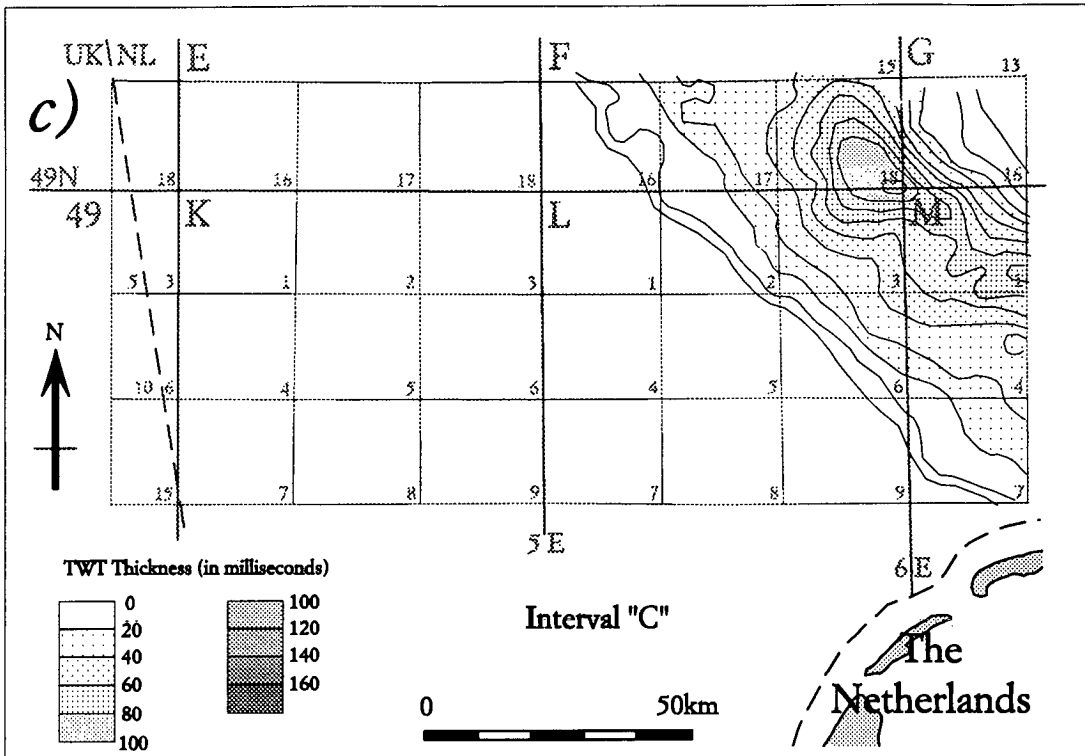 UK\NL E F G
15 13
c)
49N 18 16 17 18 16 17 18 16
49 K L M
5 3 1 2 3 1 2 3 1
N
C
10 6 4 5 6 4 5 6 4
15 7 8 9 7 8 9 7
5 E
6 E
TWT Thickness (in milliseconds)
0
20
40
60
80
100
100
120
140
160
Interval "C"
0 50km
The
Netherlands